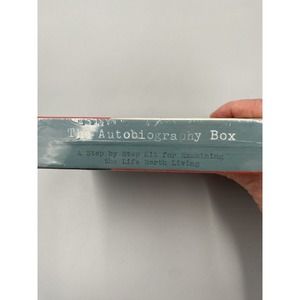 The Autobiography Box
A Step by Step Kit for Examining
the Life Worth Living